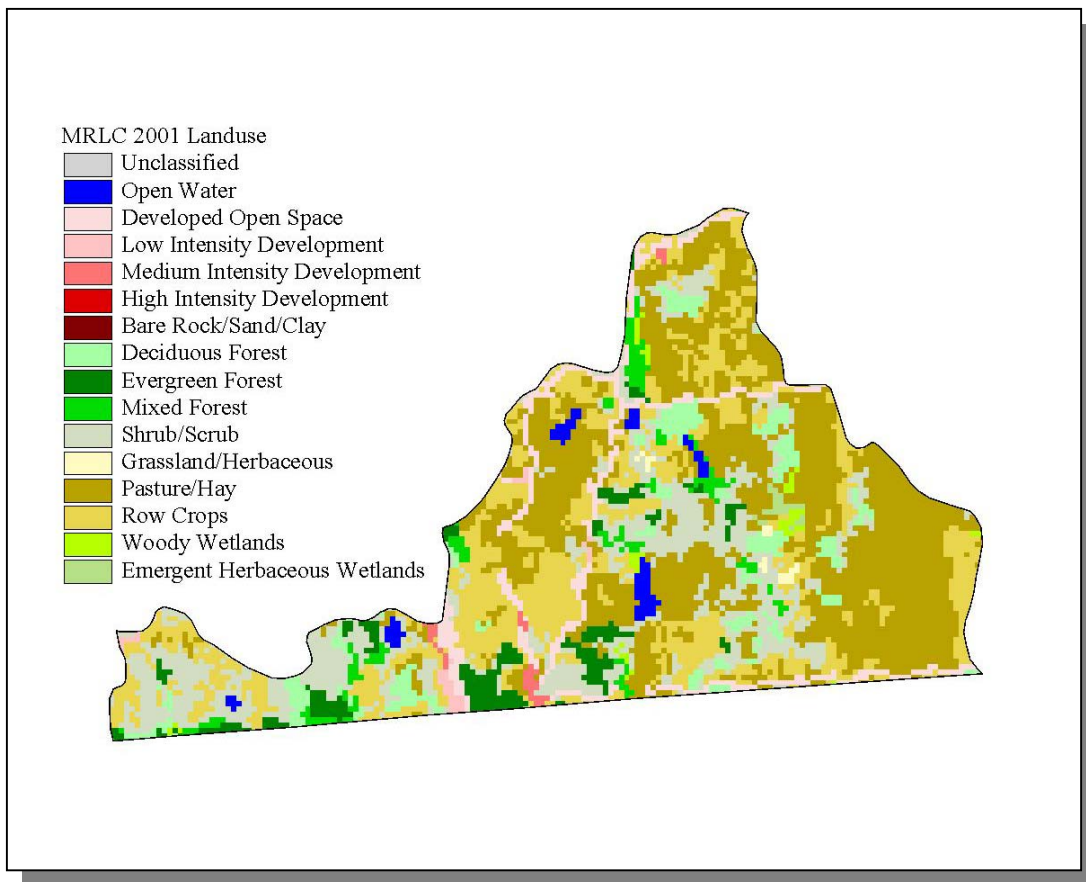 MRLC 2001 Landuse
Unclassified
Open Water
Developed Open Space
Low Intensity Development
Medium Intensity Development
High Intensity Development
Bare Rock/Sand/Clay
Deciduous Forest
Evergreen Forest
Mixed Forest
Shrub/Scrub
Grassland/Herbaceous
Pasture/Hay
Row Crops
Woody Wetlands
Emergent Herbaceous Wetlands